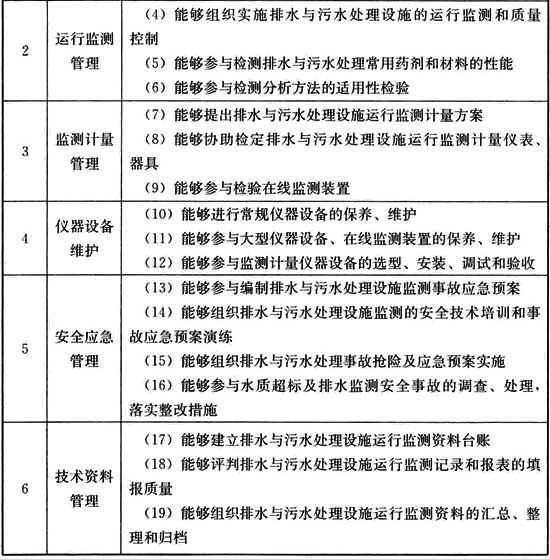 2
运行监测
管理
（4）能够组织实施排水与污水处理设施的运行监测和质量
控制
（5）能够参与检测排水与污水处理常用药剂和材料的性能
（6）能够参与检测分析方法的适用性检验
3
监测计量
管理
（7）能够提出排水与污水处理设施运行监测计量方案
（8）能够协助检定排水与污水处理设施运行监测计量仪表、
器具
（9）能够参与检验在线监测装置
4
仪器设备
维护
（10）能够进行常规仪器设备的保养、维护
（11）能够参与大型仪器设备、在线监测装置的保养、维护
（12）能够参与监测计量仪器设备的选型、安装、调试和验收
5
安全应急
管理
（13）能够参与编制排水与污水处理设施监测事故应急预案
（14）能够组织排水与污水处理设施监测的安全技术培训和事
故应急预案演练
（15）能够组织排水与污水处理事故抢险及应急预案实施
（16）能够参与水质超标及排水监测安全事故的调查、处理，
落实整改措施
6
技术资料
管理
（17）能够建立排水与污水处理设施运行监测资料台账
（18）能够评判排水与污水处理设施运行监测记录和报表的填
报质量
（19）能够组织排水与污水处理设施运行监测资料的汇总、整
理和归档